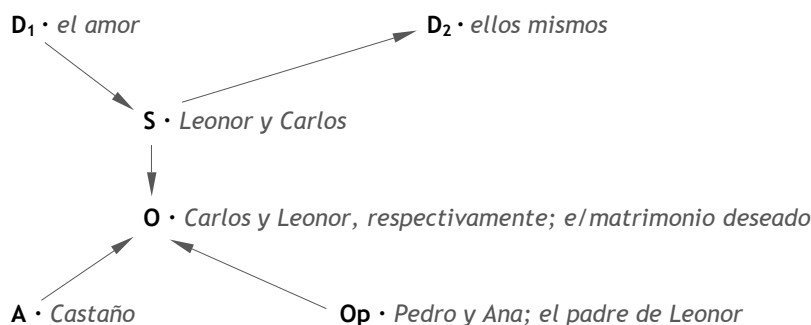 D₁ · el amor D₂ · ellos mismos
S · Leonor y Carlos
O · Carlos y Leonor, respectivamente; e/matrimonio deseado
A · Castaño Op · Pedro y Ana; el padre de Leonor